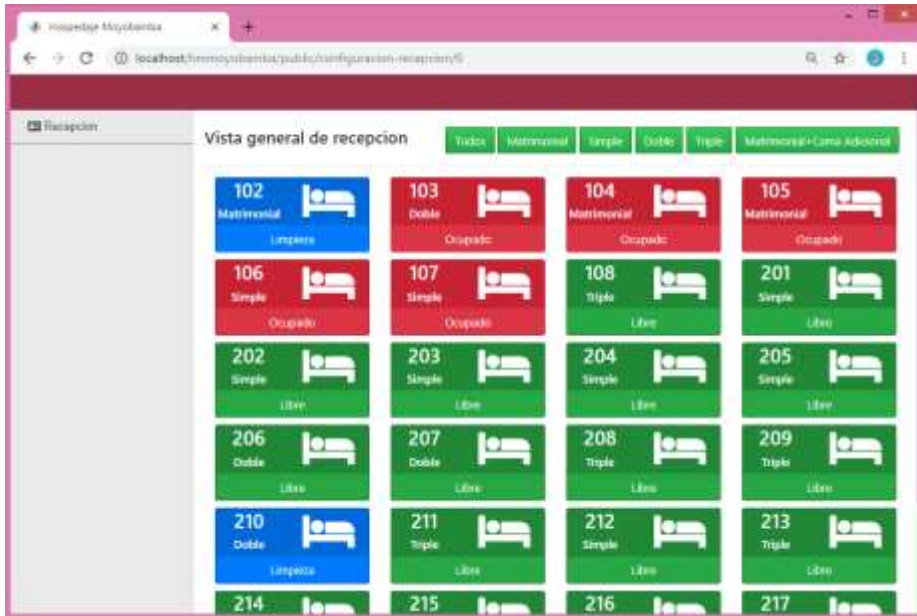 Hospedaje Moyobamba
localhost/hmmoyobamba/public/configuracion-recepcion/0
Recepcion
Vista general de recepcion
Todos Matrimonial Simple Doble Triple Matrimonial+Cama Adicional
102 103 104 105
Matrimonial Doble Matrimonial Matrimonial
Limpieza Ocupado Ocupado Ocupado
106 107 108 201
Simple Simple Triple Simple
Ocupado Ocupado Libre Libre
202 203 204 205
Simple Simple Simple Simple
Libre Libre Libre Libre
206 207 208 209
Doble Doble Triple Triple
Libre Libre Libre Libre
210 211 212 213
Doble Triple Simple Triple
Limpieza Libre Libre Libre
214 215 216 217